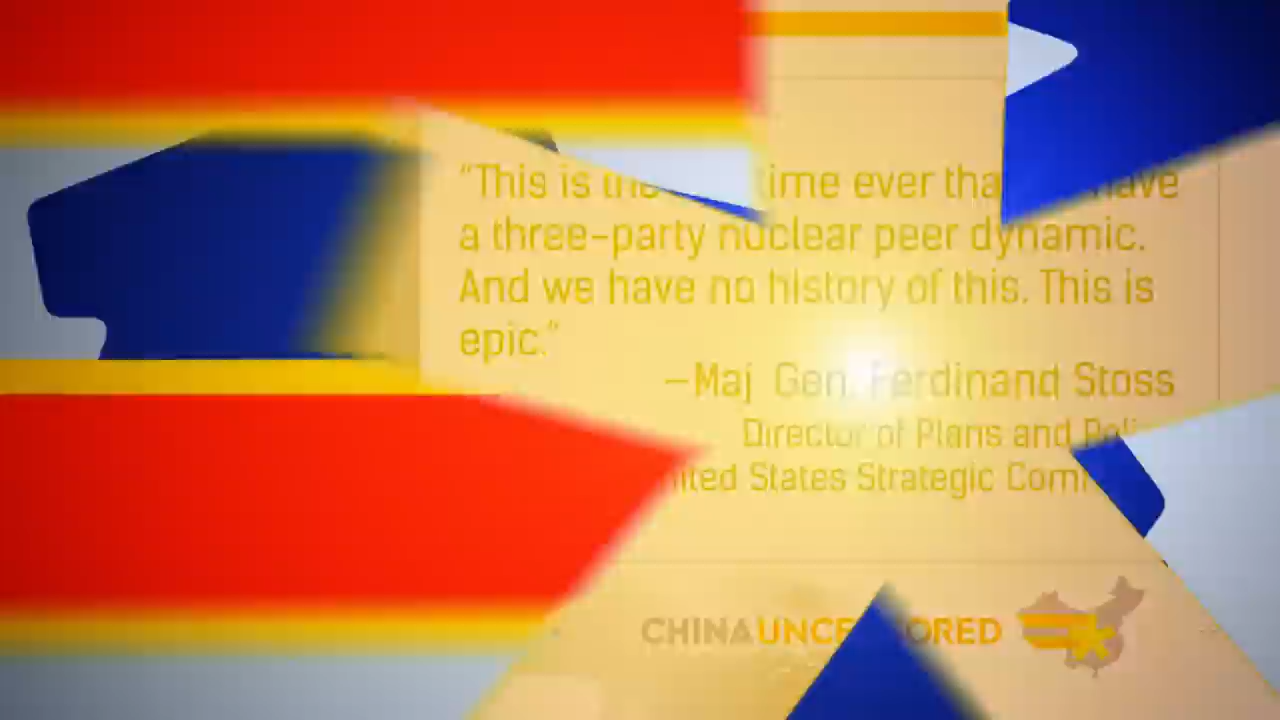 "This is the time ever tha have
a three-party nuclear peer dynamic.
And we have no history of this. This is
epic."
—Maj Gen. Ferdinand Stoss
Director of Plans and
States Strategic
CHINA